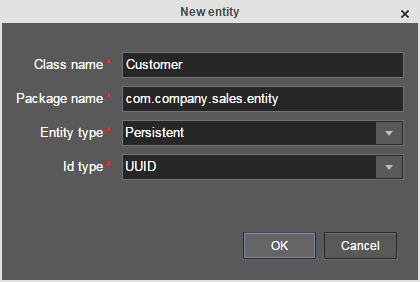 New entity
Class name* Customer
Package name* com.company.sales.entity
Entity type* Persistent
Id type* UUID
OK Cancel